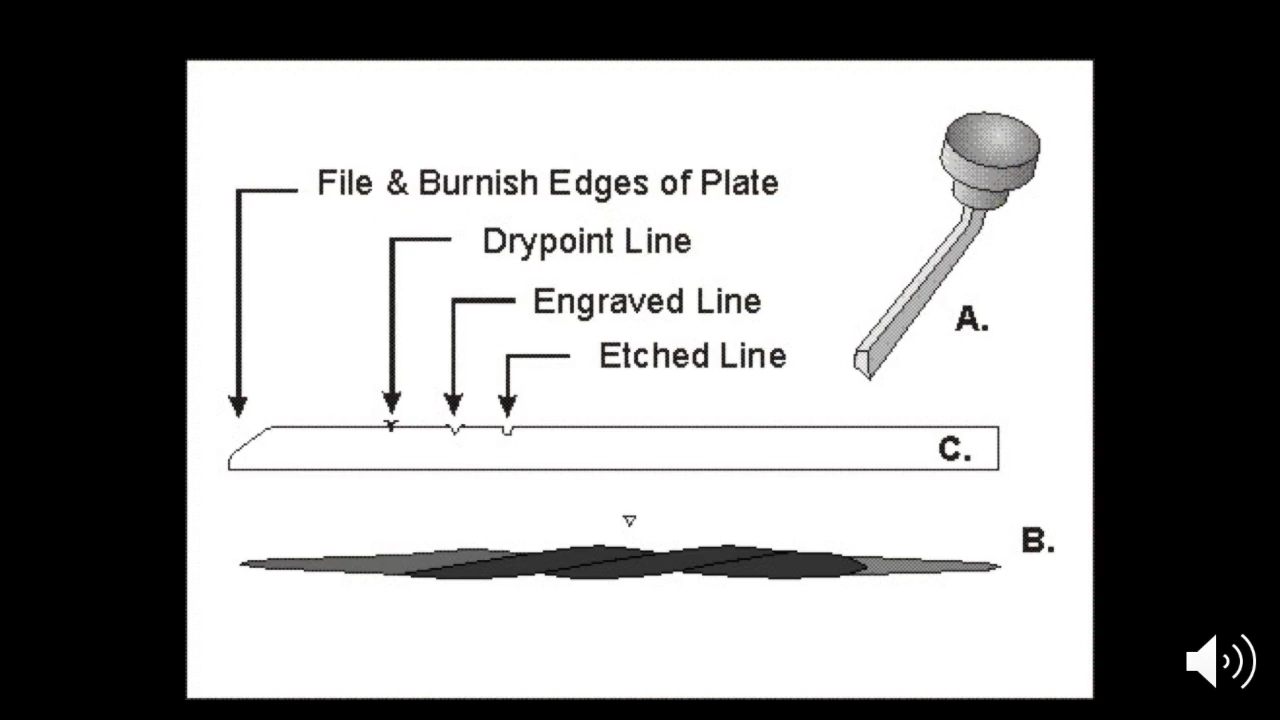 File & Burnish Edges of Plate
Drypoint Line
Engraved Line
Etched Line
A.
C.
B.